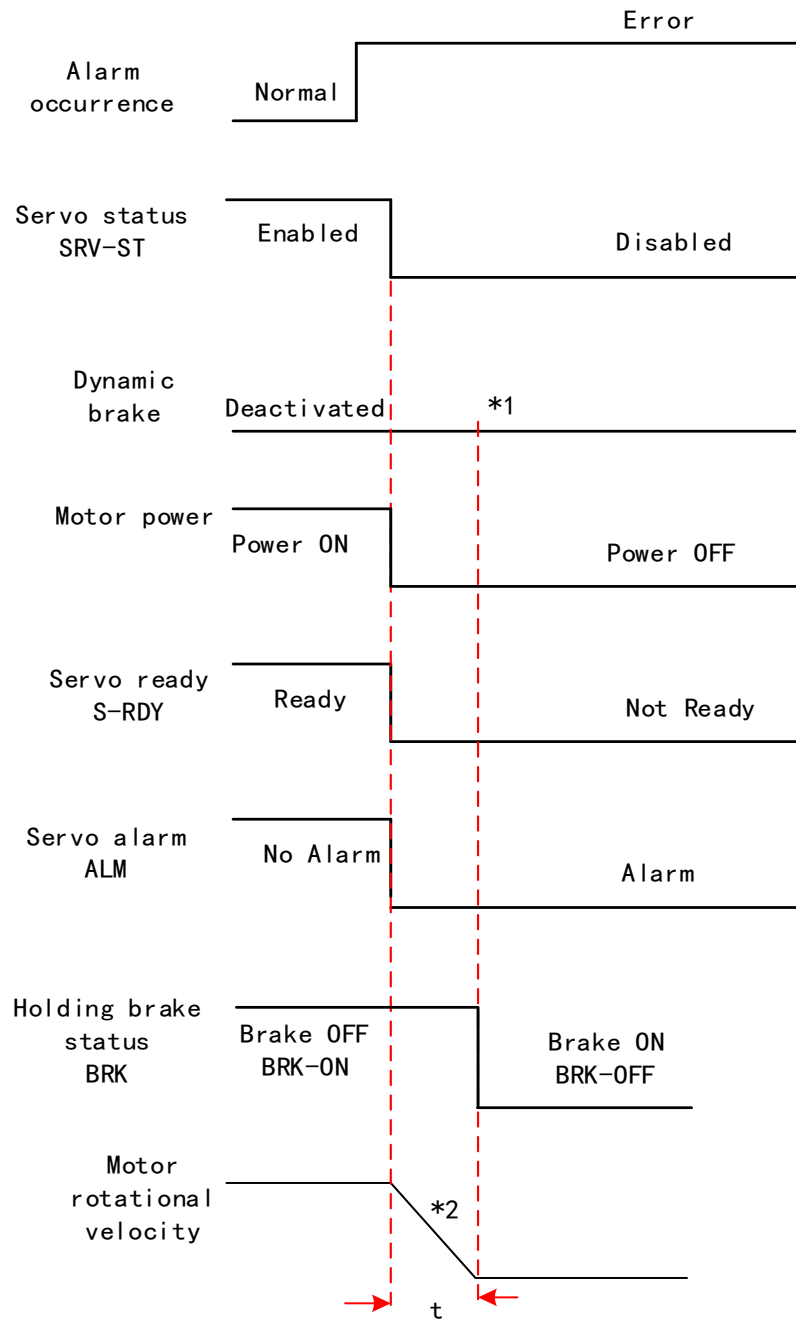 Error
Alarm
occurrence
Normal
Servo status
SRV-ST
Enabled
Disabled
Dynamic
brake
Deactivated
*1
Motor power
Power ON
Power OFF
Servo ready
S-RDY
Ready
Not Ready
Servo alarm
ALM
No Alarm
Alarm
Holding brake
status
BRK
Brake OFF
BRK-ON
Brake ON
BRK-OFF
Motor
rotational
velocity
*2
t